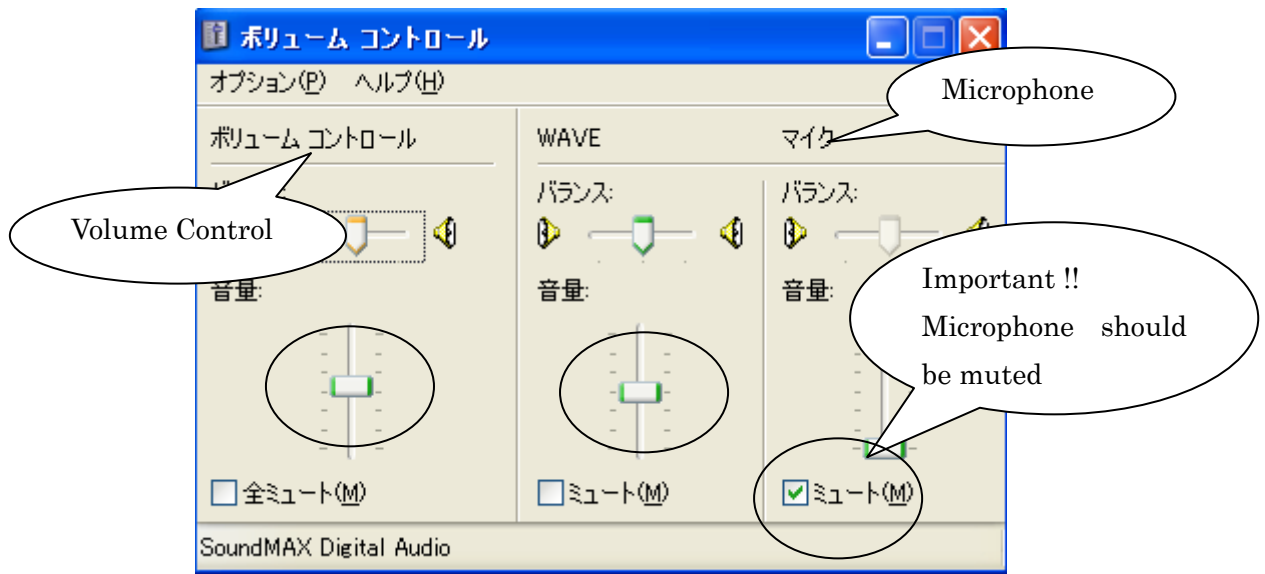 ボリューム コントロール
オプション(P) ヘルプ(H)
Microphone
ボリューム コントロール
WAVE
マイク
Volume Control
バランス:
バランス:
音量:
音量:
音量:
Important !!
Microphone should
be muted
全ミュート(M)
ミュート(M)
ミュート(M)
SoundMAX Digital Audio